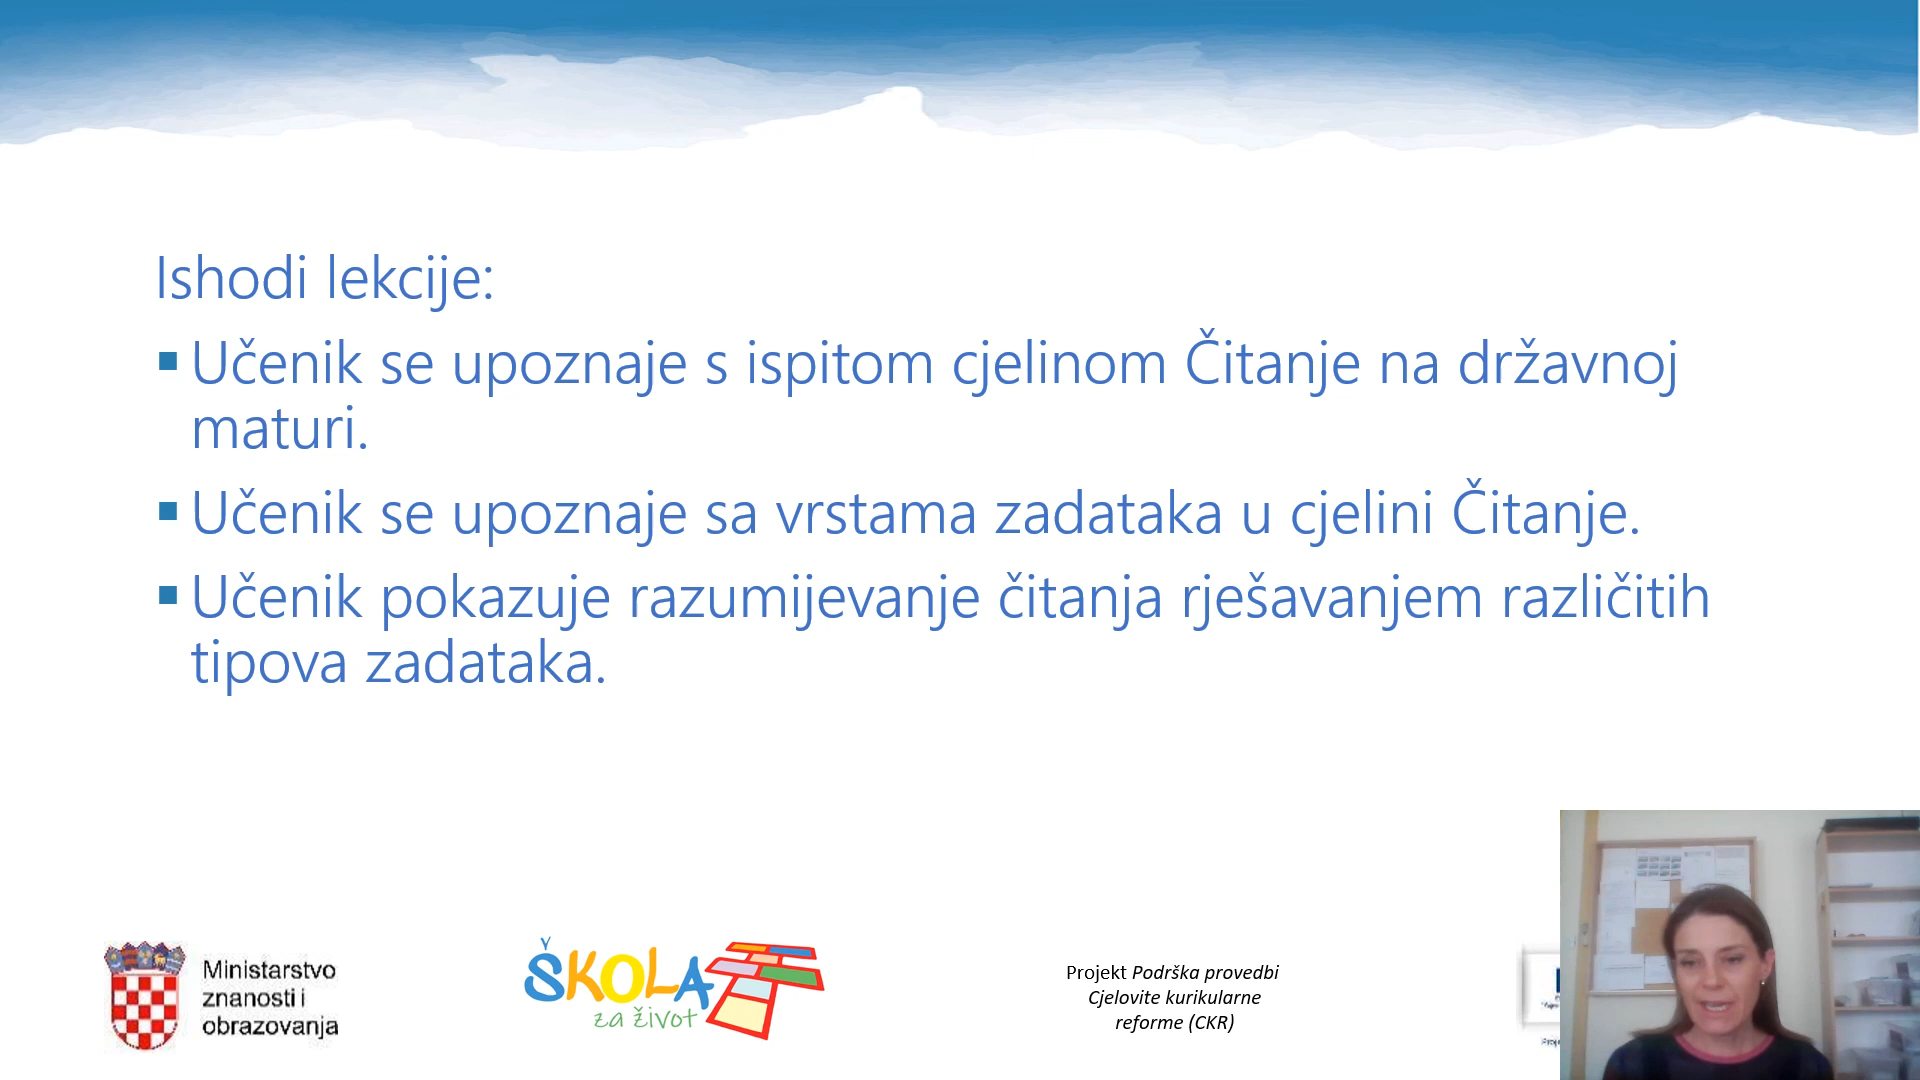 Ishodi lekcije:
▪ Učenik se upoznaje s ispitom cjelinom Čitanje na državnoj
maturi.
▪ Učenik se upoznaje sa vrstama zadataka u cjelini Čitanje.
▪ Učenik pokazuje razumijevanje čitanja rješavanjem različitih
tipova zadataka.
Ministarstvo
znanosti i
obrazovanja
ŠKOLA
za život
Projekt Podrška provedbi
Cjelovite kurikularne
reforme (CKR)